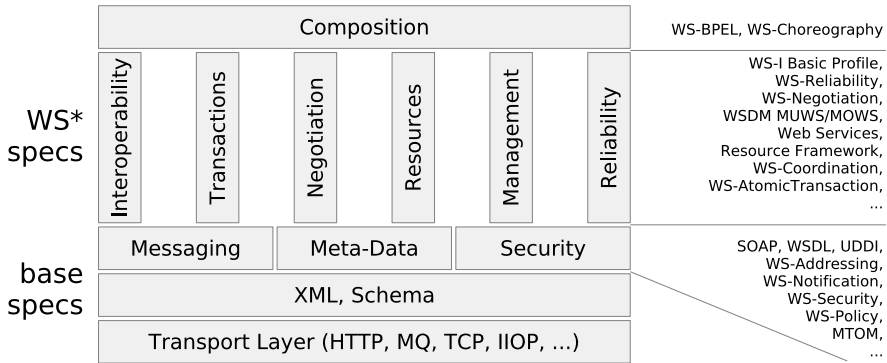 Composition
WS-BPEL, WS-Choreography
WS*
specs
Interoperability
Transactions
Negotiation
Resources
Management
Reliability
WS-I Basic Profile,
WS-Reliability,
WS-Negotiation,
WSDM MUWS/MOWS,
Web Services,
Resource Framework,
WS-Coordination,
WS-AtomicTransaction,
...
base
specs
Messaging
Meta-Data
Security
XML, Schema
Transport Layer (HTTP, MQ, TCP, IIOP, ...)
SOAP, WSDL, UDDI,
WS-Addressing,
WS-Notification,
WS-Security,
WS-Policy,
MTOM,
...